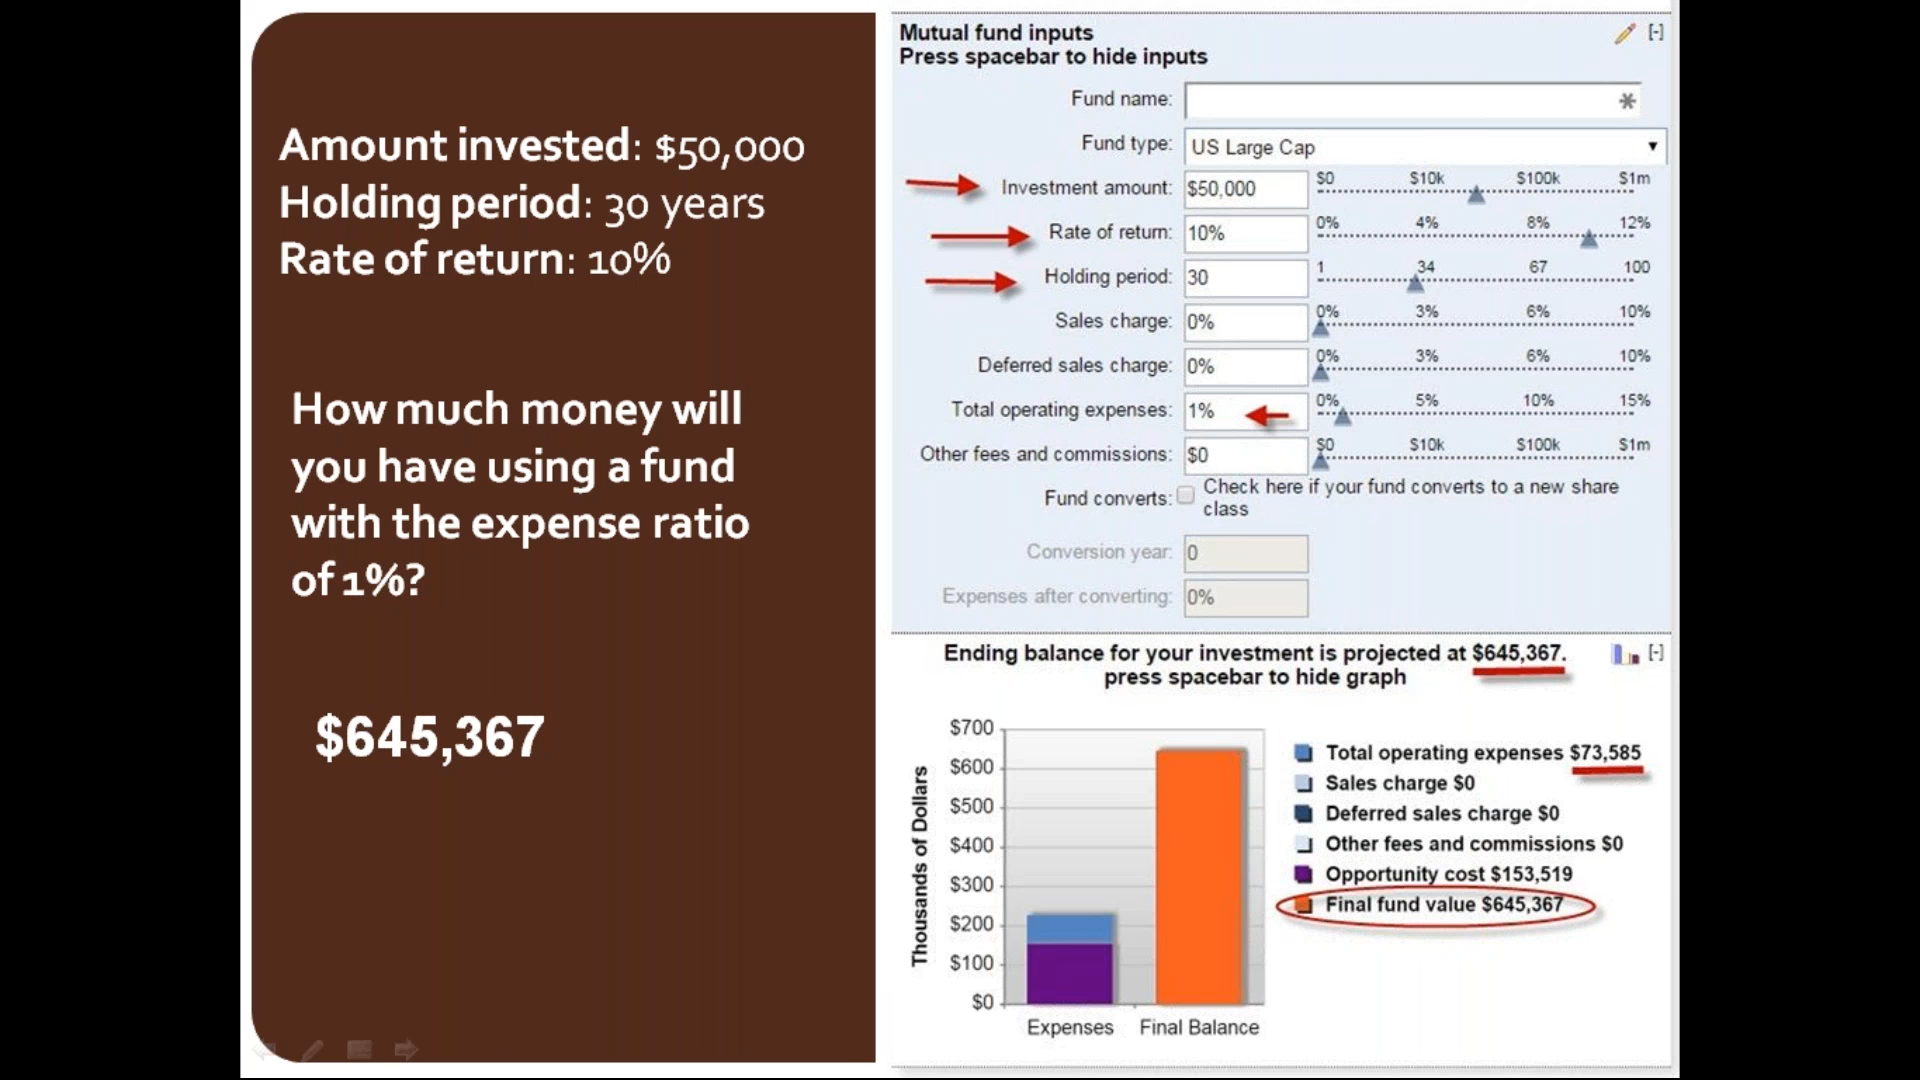 Amount invested: $50,000
Holding period: 30 years
Rate of return: 10%
How much money will
you have using a fund
with the expense ratio
of 1%?
$645,367
Mutual fund inputs
[-]
Press spacebar to hide inputs
Fund name:
*
Fund type: US Large Cap
Investment amount: $50,000 $0 $10k $100k $1m
Rate of return: 10% 0% 4% 8% 12%
Holding period: 30 1 34 67 100
Sales charge: 0% 0% 3% 6% 10%
Deferred sales charge: 0% 0% 3% 6% 10%
Total operating expenses: 1% 0% 5% 10% 15%
Other fees and commissions: $0 $0 $10k $100k $1m
Fund converts: Check here if your fund converts to a new share
class
Conversion year: 0
Expenses after converting: 0%
Ending balance for your investment is projected at $645,367. [-]
press spacebar to hide graph
Thousands of Dollars
$700
$600
$500
$400
$300
$200
$100
$0
Expenses Final Balance
Total operating expenses $73,585
Sales charge $0
Deferred sales charge $0
Other fees and commissions $0
Opportunity cost $153,519
Final fund value $645,367